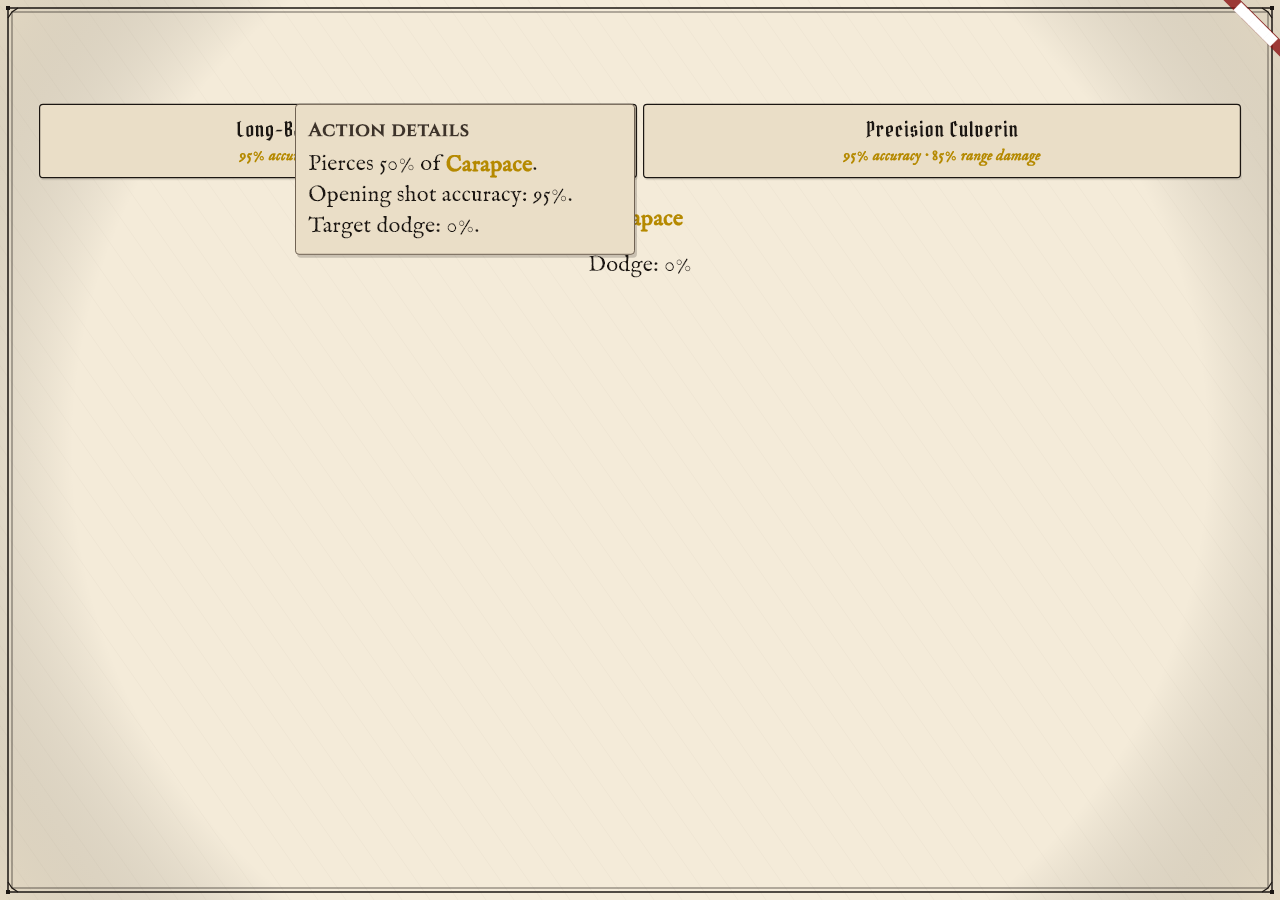 Long-B
95% accu
Action details
Pierces 50% of Carapace.
Opening shot accuracy: 95%.
Target dodge: 0%.
Precision Culverin
95% accuracy · 85% range damage
apace
Dodge: 0%